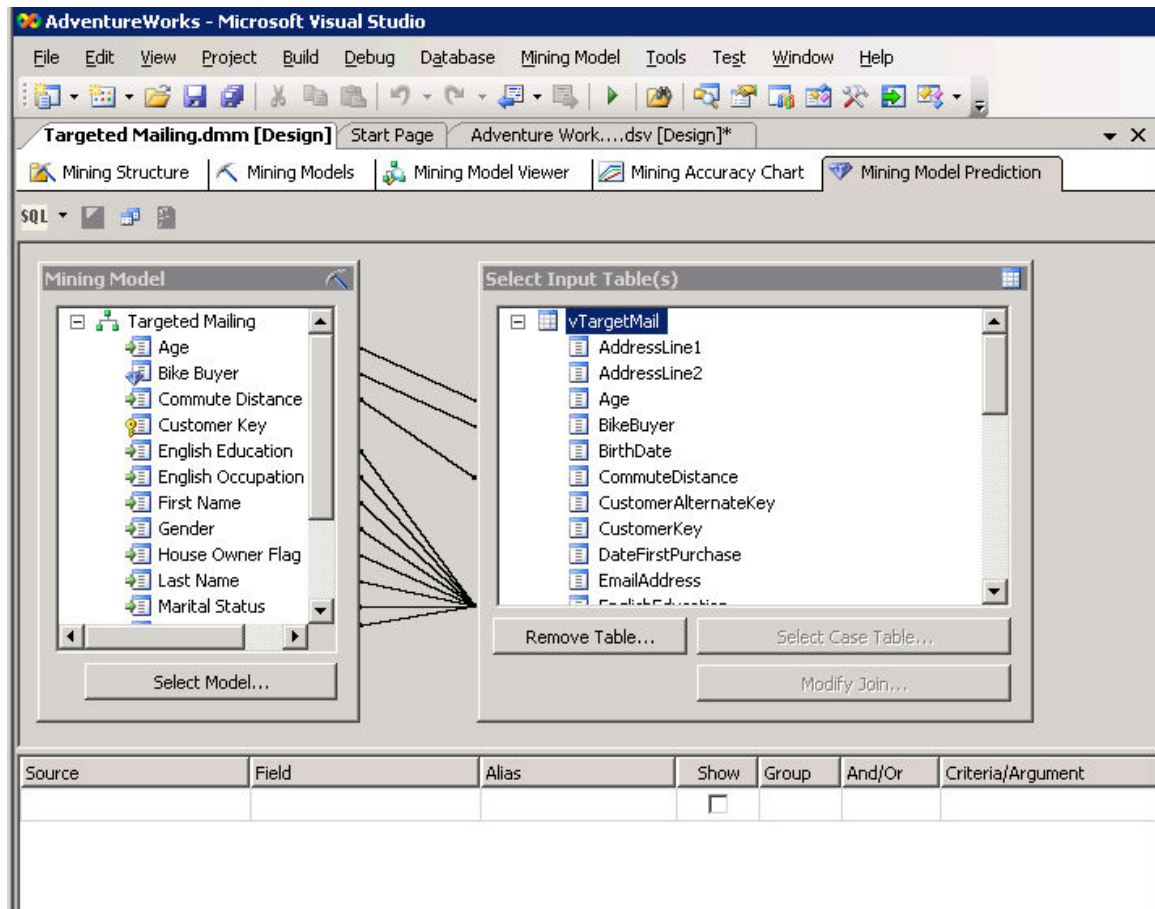 AdventureWorks - Microsoft Visual Studio
File Edit View Project Build Debug Database Mining Model Tools Test Window Help
Targeted Mailing.dmm [Design] Start Page Adventure Work....dsv [Design]*
Mining Structure Mining Models Mining Model Viewer Mining Accuracy Chart Mining Model Prediction
SQL
Mining Model
Targeted Mailing
Age
Bike Buyer
Commute Distance
Customer Key
English Education
English Occupation
First Name
Gender
House Owner Flag
Last Name
Marital Status
Select Model...
Select Input Table(s)
vTargetMail
AddressLine1
AddressLine2
Age
BikeBuyer
BirthDate
CommuteDistance
CustomerAlternateKey
CustomerKey
DateFirstPurchase
EmailAddress
EnglishEducation
Remove Table... Select Case Table...
Modify Join...
Source Field Alias Show Group And/Or Criteria/Argument